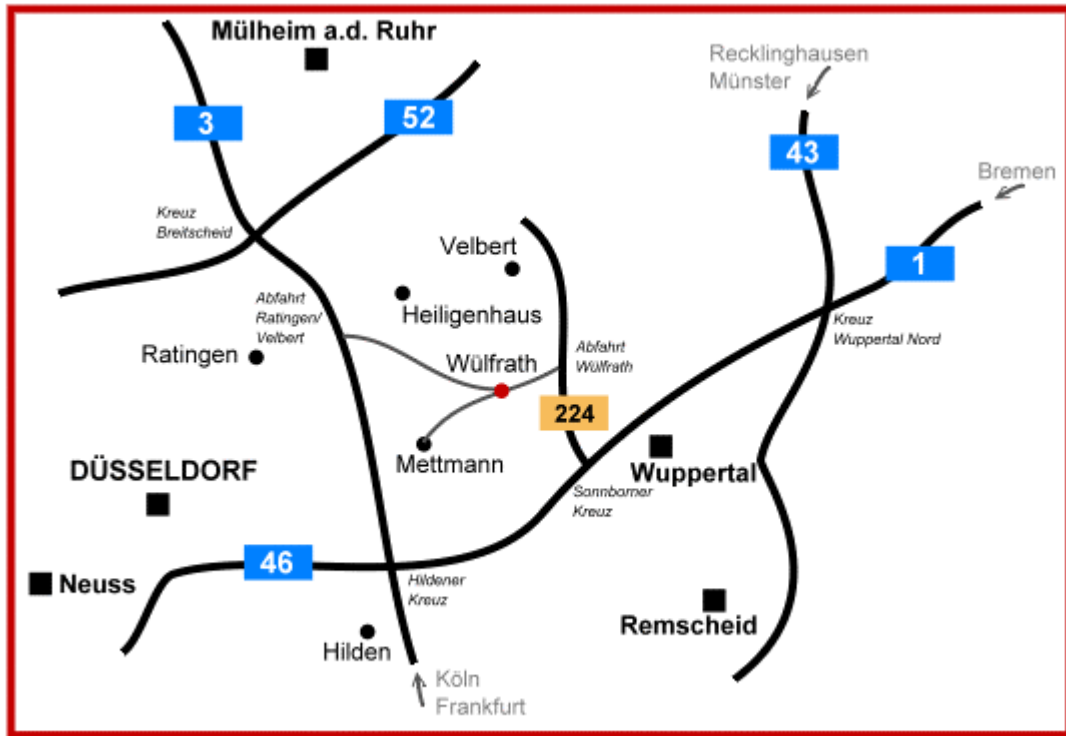 Mülheim a.d. Ruhr
Recklinghausen
Münster
3
52
43
Bremen
Kreuz
Breitscheid
Velbert
1
Abfahrt
Ratingen/
Velbert
Heiligenhaus
Kreuz
Wuppertal Nord
Ratingen
Wülfrath
Abfahrt
Wülfrath
224
Mettmann
Wuppertal
DÜSSELDORF
Sonnborner
Kreuz
46
Neuss
Hildener
Kreuz
Remscheid
Hilden
Köln
Frankfurt